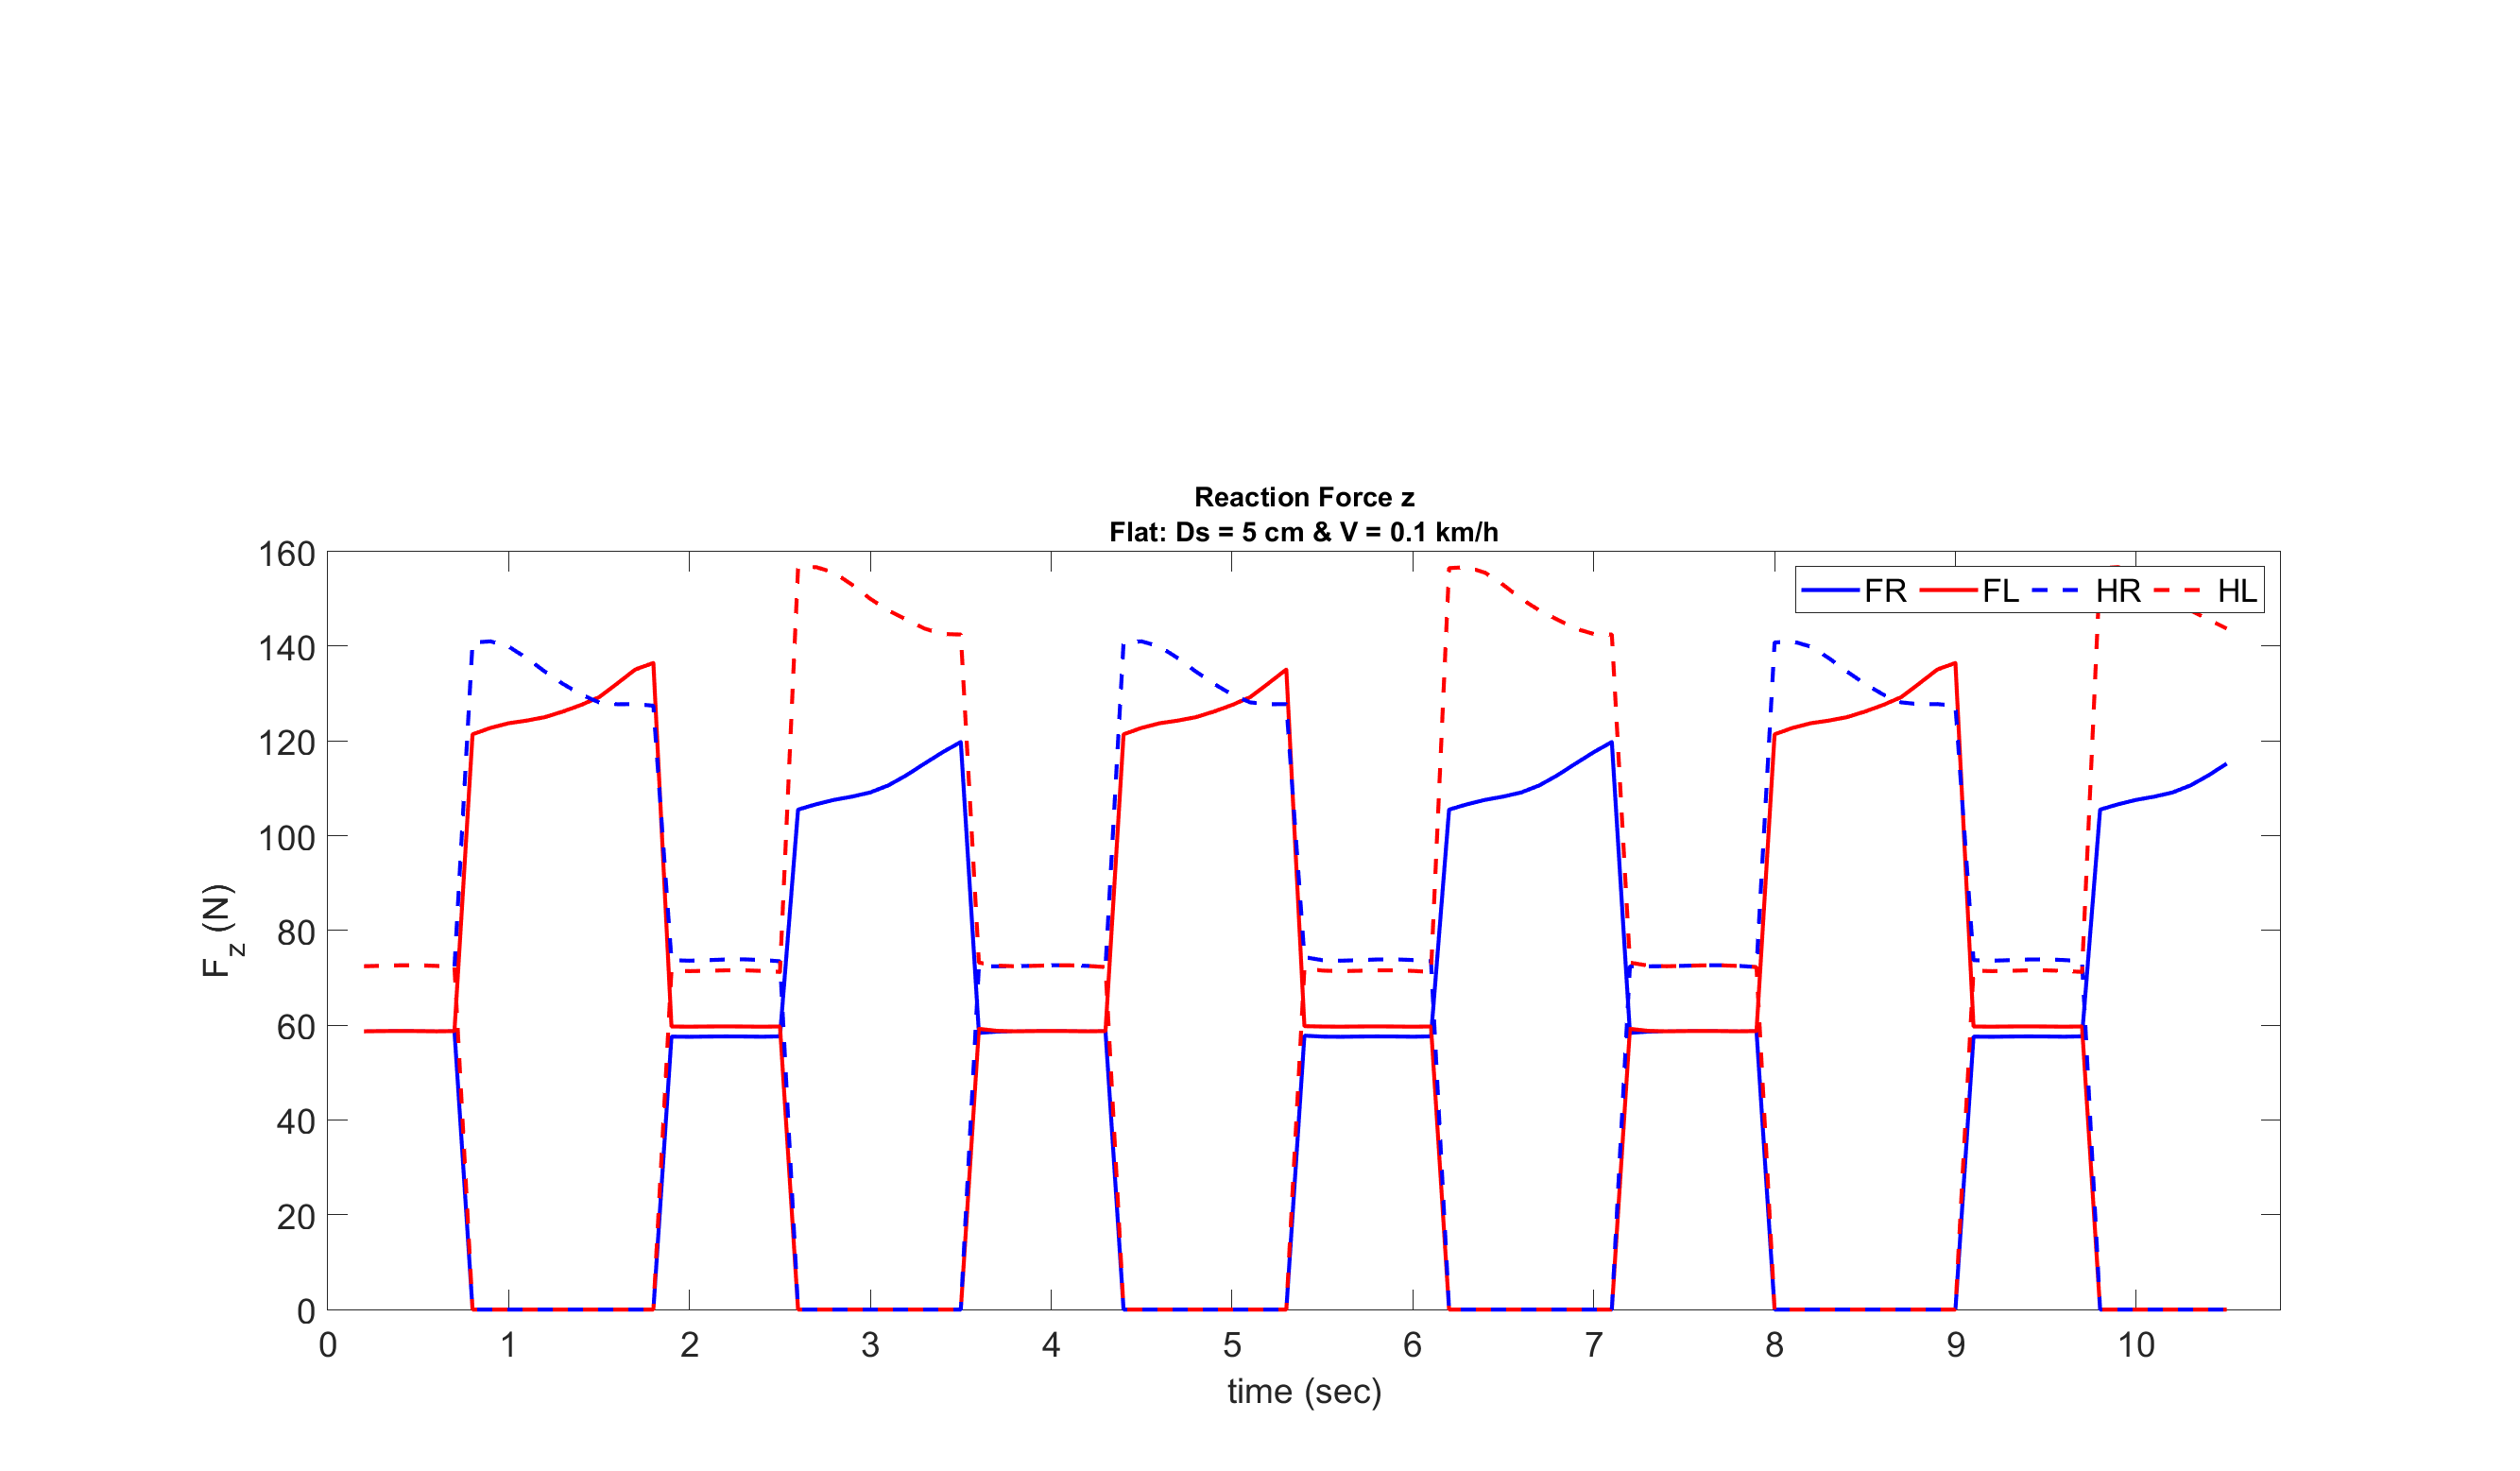 Reaction Force z
Flat: Ds = 5 cm & V = 0.1 km/h
160
140
120
100
80
60
40
20
0
F_z (N)
FR FL HR HL
0 1 2 3 4 5 6 7 8 9 10
time (sec)